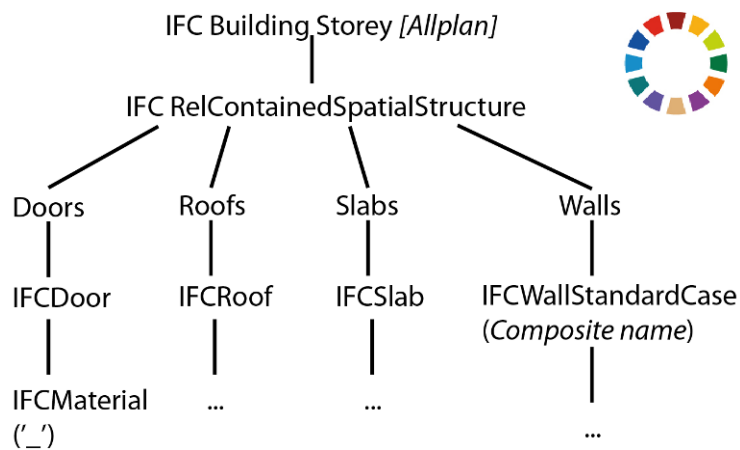 IFC Building Storey [Allplan]
IFC RelContainedSpatialStructure
Doors Roofs Slabs Walls
IFCDoor IFCRoof IFCSlab IFCWallStandardCase
(Composite name)
IFCMaterial ... ...
('_') ...